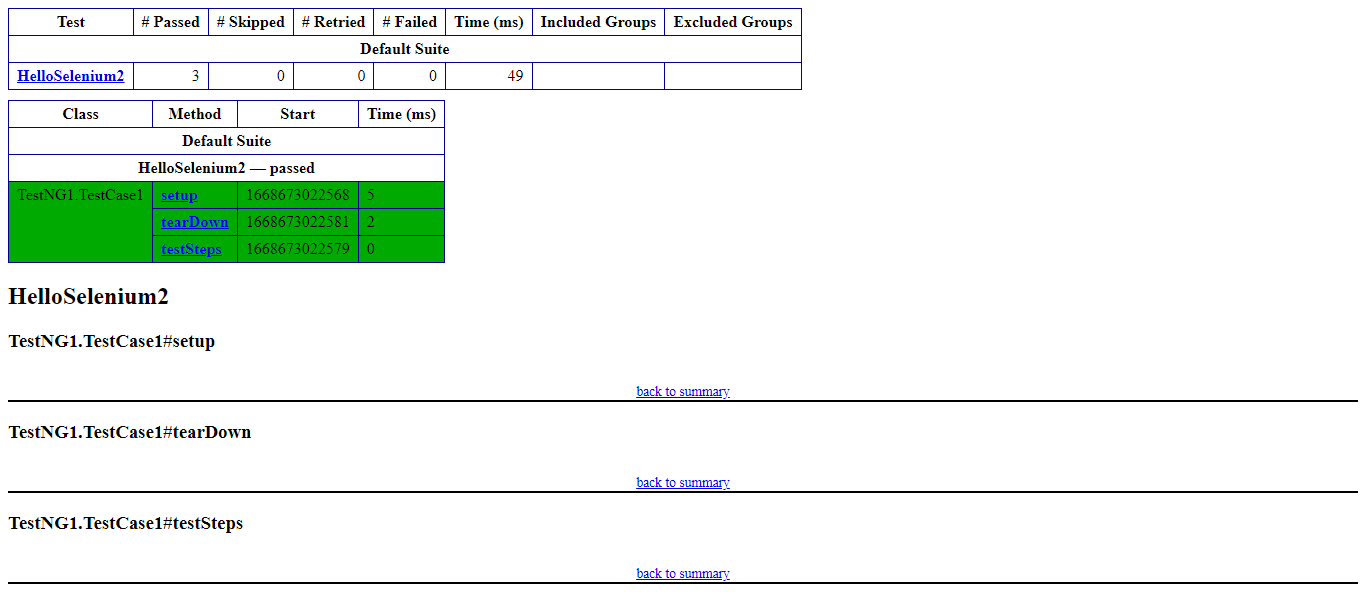 Test # Passed # Skipped # Retried # Failed Time (ms) Included Groups Excluded Groups
Default Suite
HelloSelenium2 3 0 0 0 49
Class Method Start Time (ms)
Default Suite
HelloSelenium2 — passed
TestNG1.TestCase1 setup 1668673022568 5
tearDown 1668673022581 2
testSteps 1668673022579 0
HelloSelenium2
TestNG1.TestCase1#setup
back to summary
TestNG1.TestCase1#tearDown
back to summary
TestNG1.TestCase1#testSteps
back to summary